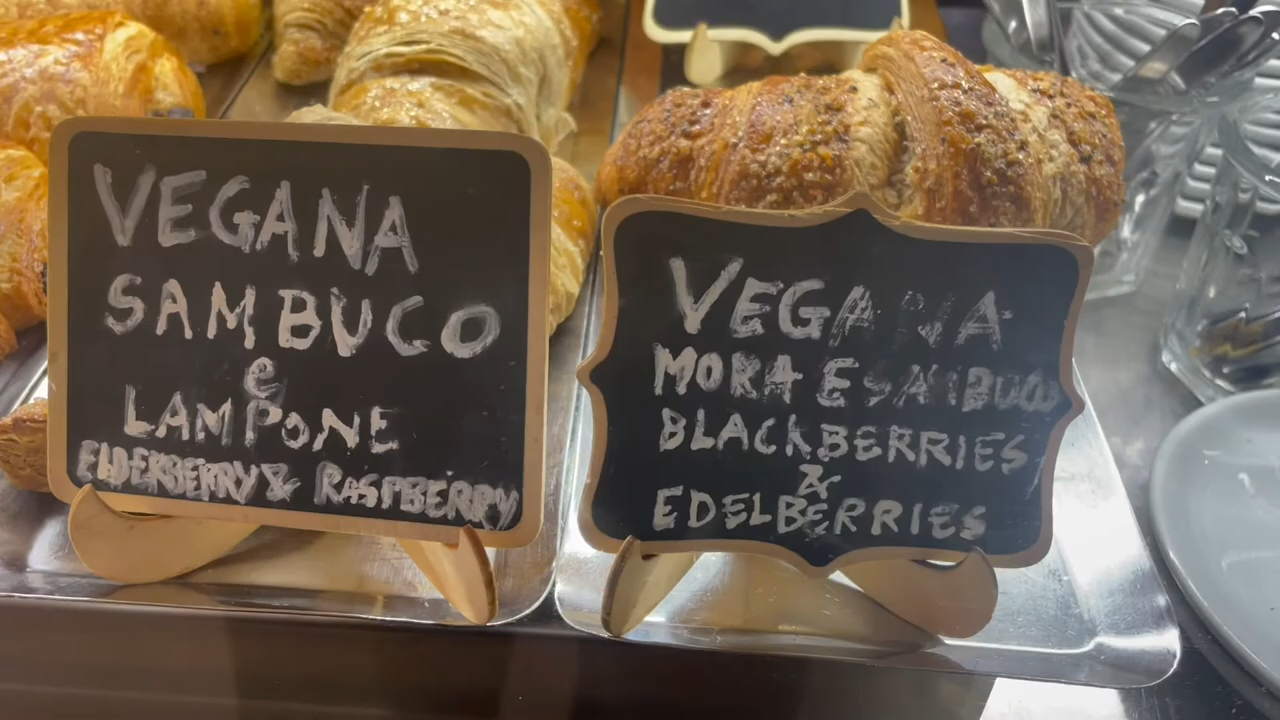 VEGANA
SAMBUCO
e
LAMPONE
ELDERBERRY & RASPBERRY
VEGANA
MORA E SAMBUCO
BLACKBERRIES
&
EDELBERRIES